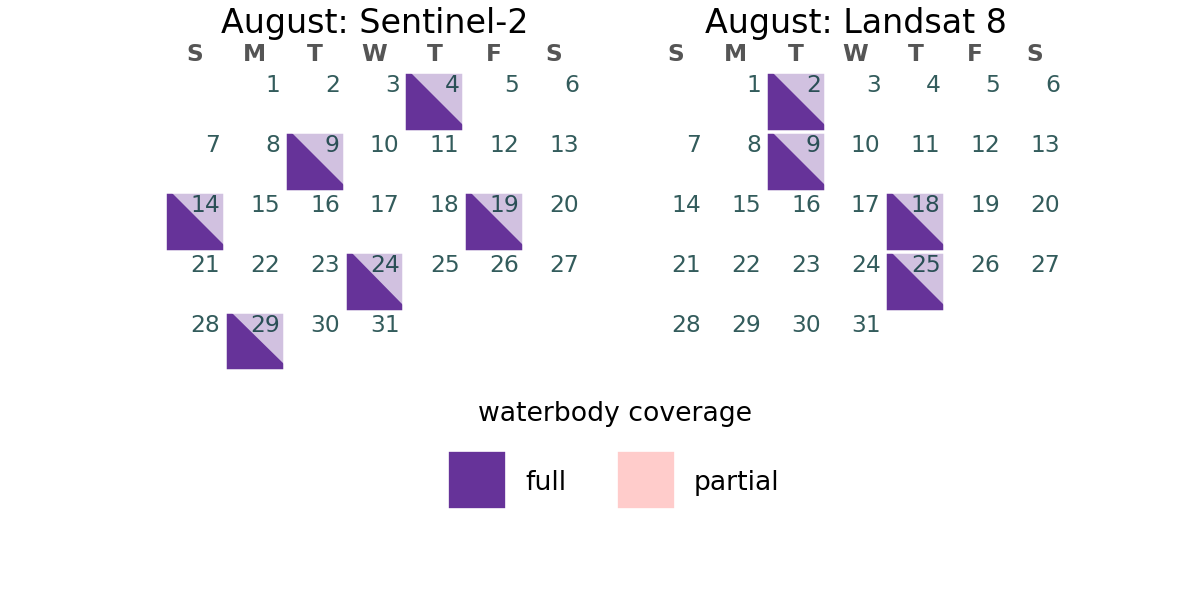 August: Sentinel-2
S M T W T F S
1 2 3 4 5 6
7 8 9 10 11 12 13
14 15 16 17 18 19 20
21 22 23 24 25 26 27
28 29 30 31
August: Landsat 8
S M T W T F S
1 2 3 4 5 6
7 8 9 10 11 12 13
14 15 16 17 18 19 20
21 22 23 24 25 26 27
28 29 30 31
waterbody coverage
full partial